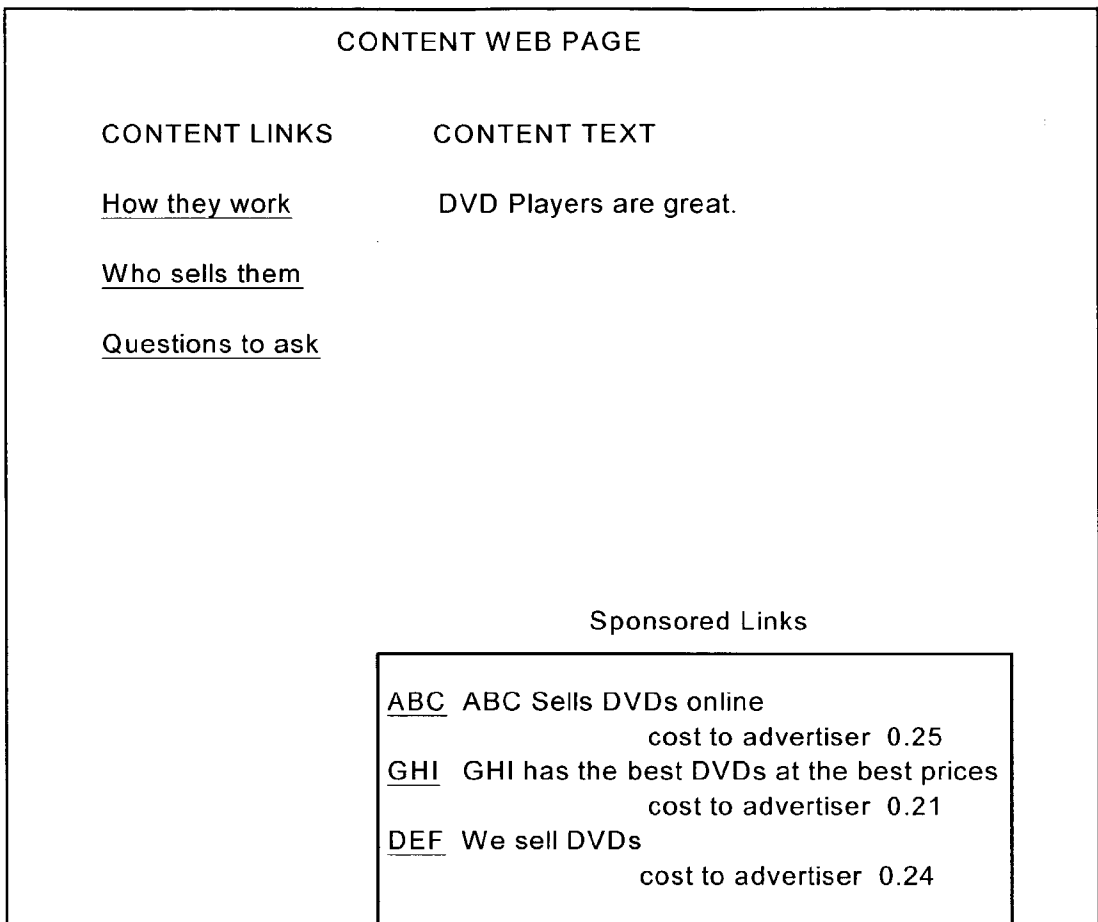 CONTENT WEB PAGE
CONTENT LINKS CONTENT TEXT
How they work DVD Players are great.
Who sells them
Questions to ask
Sponsored Links
ABC ABC Sells DVDs online
cost to advertiser 0.25
GHI GHI has the best DVDs at the best prices
cost to advertiser 0.21
DEF We sell DVDs
cost to advertiser 0.24